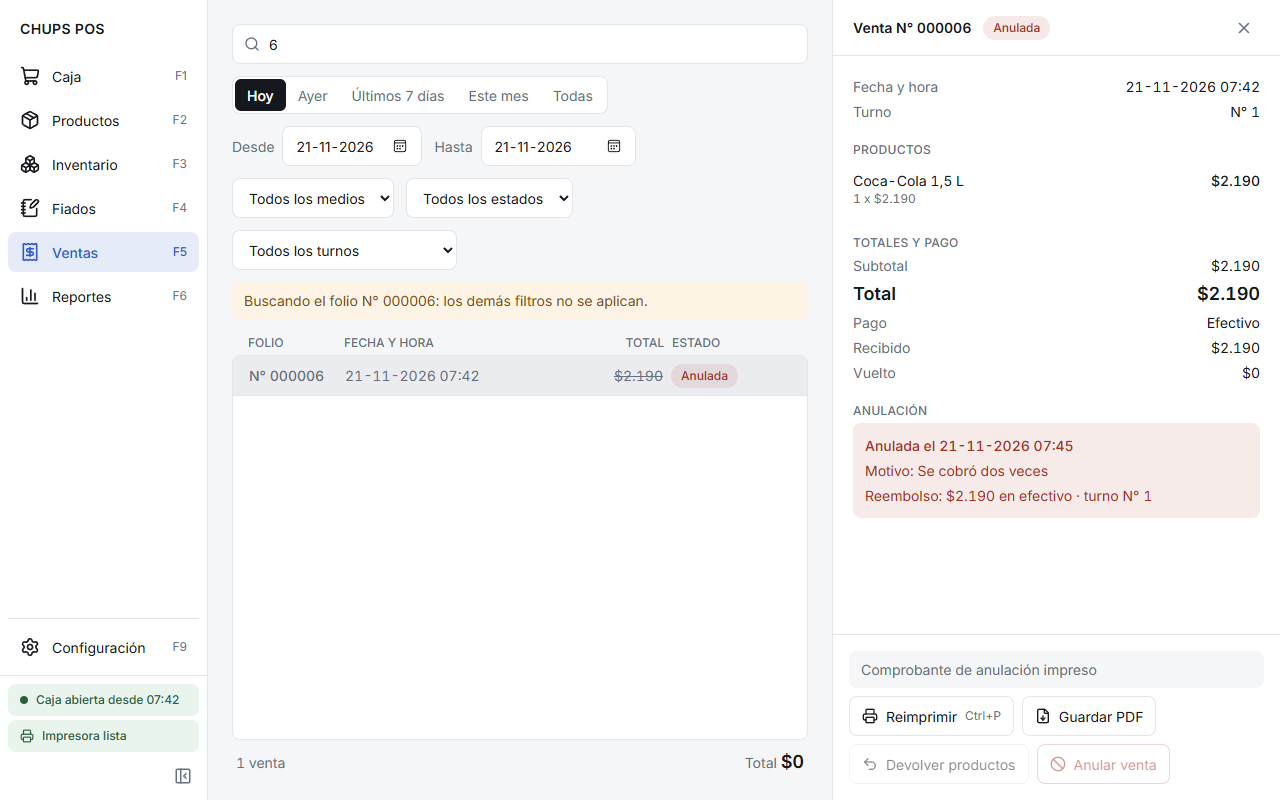 CHUPS POS
Caja F1
Productos F2
Inventario F3
Fiados F4
Ventas F5
Reportes F6
Configuración F9
Caja abierta desde 07:42
Impresora lista
6
Hoy Ayer Últimos 7 días Este mes Todas
Desde 21-11-2026 Hasta 21-11-2026
Todos los medios Todos los estados
Todos los turnos
Buscando el folio N° 000006: los demás filtros no se aplican.
FOLIO FECHA Y HORA TOTAL ESTADO
N° 000006 21-11-2026 07:42 $2.190 Anulada
1 venta Total $0
Venta N° 000006 Anulada
Fecha y hora 21-11-2026 07:42
Turno N° 1
PRODUCTOS
Coca-Cola 1,5 L $2.190
1 x $2.190
TOTALES Y PAGO
Subtotal $2.190
Total $2.190
Pago Efectivo
Recibido $2.190
Vuelto $0
ANULACIÓN
Anulada el 21-11-2026 07:45
Motivo: Se cobró dos veces
Reembolso: $2.190 en efectivo · turno N° 1
Comprobante de anulación impreso
Reimprimir Ctrl+P Guardar PDF
Devolver productos Anular venta